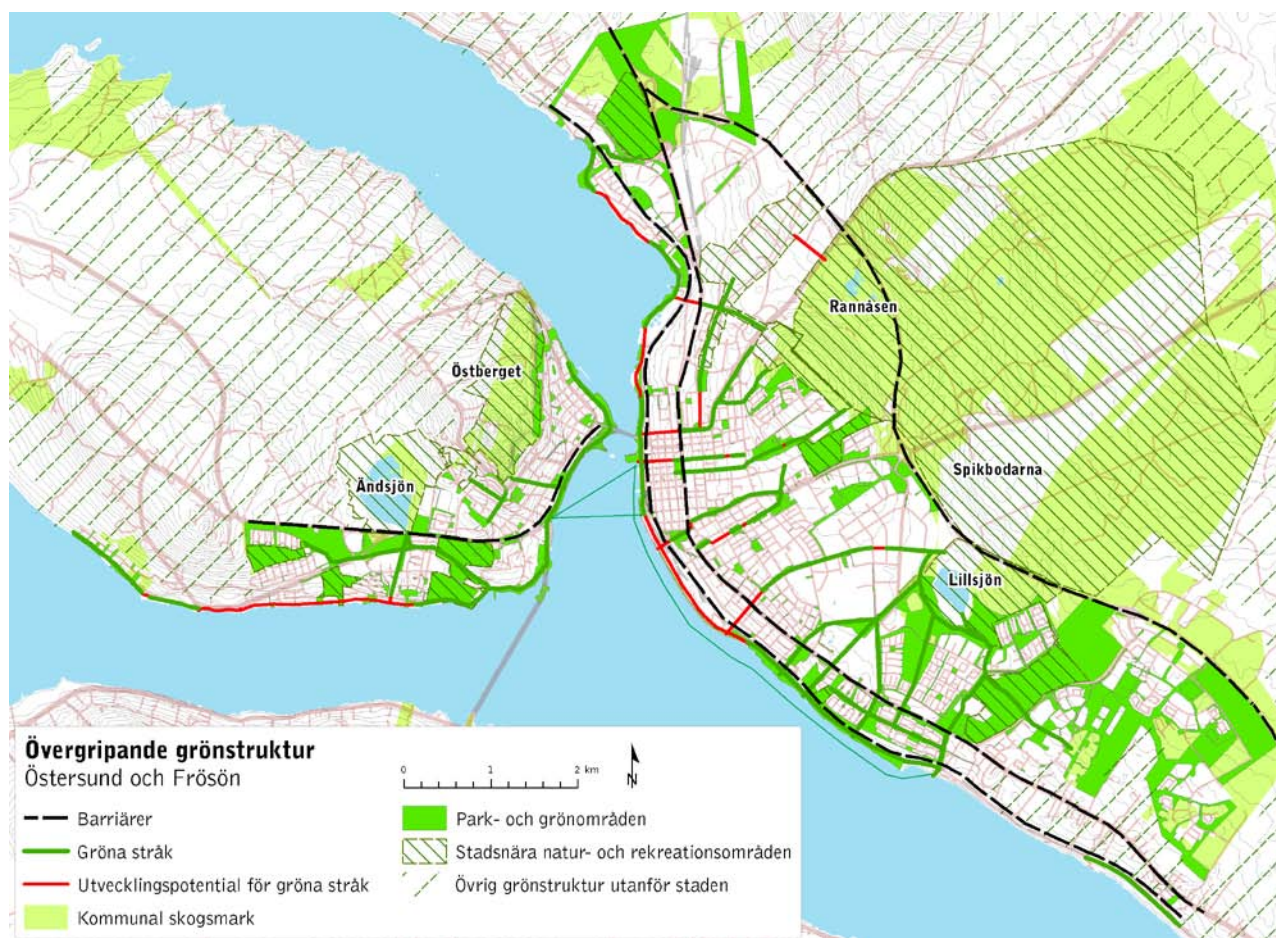 Rannåsen
Östberget
Spikbodarna
Ändsjön
Lillsjön
Övergripande grönstruktur
Östersund och Frösön
0 1 2 km
N
Barriärer
Gröna stråk
Utvecklingspotential för gröna stråk
Kommunal skogsmark
Park- och grönområden
Stadsnära natur- och rekreationsområden
Övrig grönstruktur utanför staden